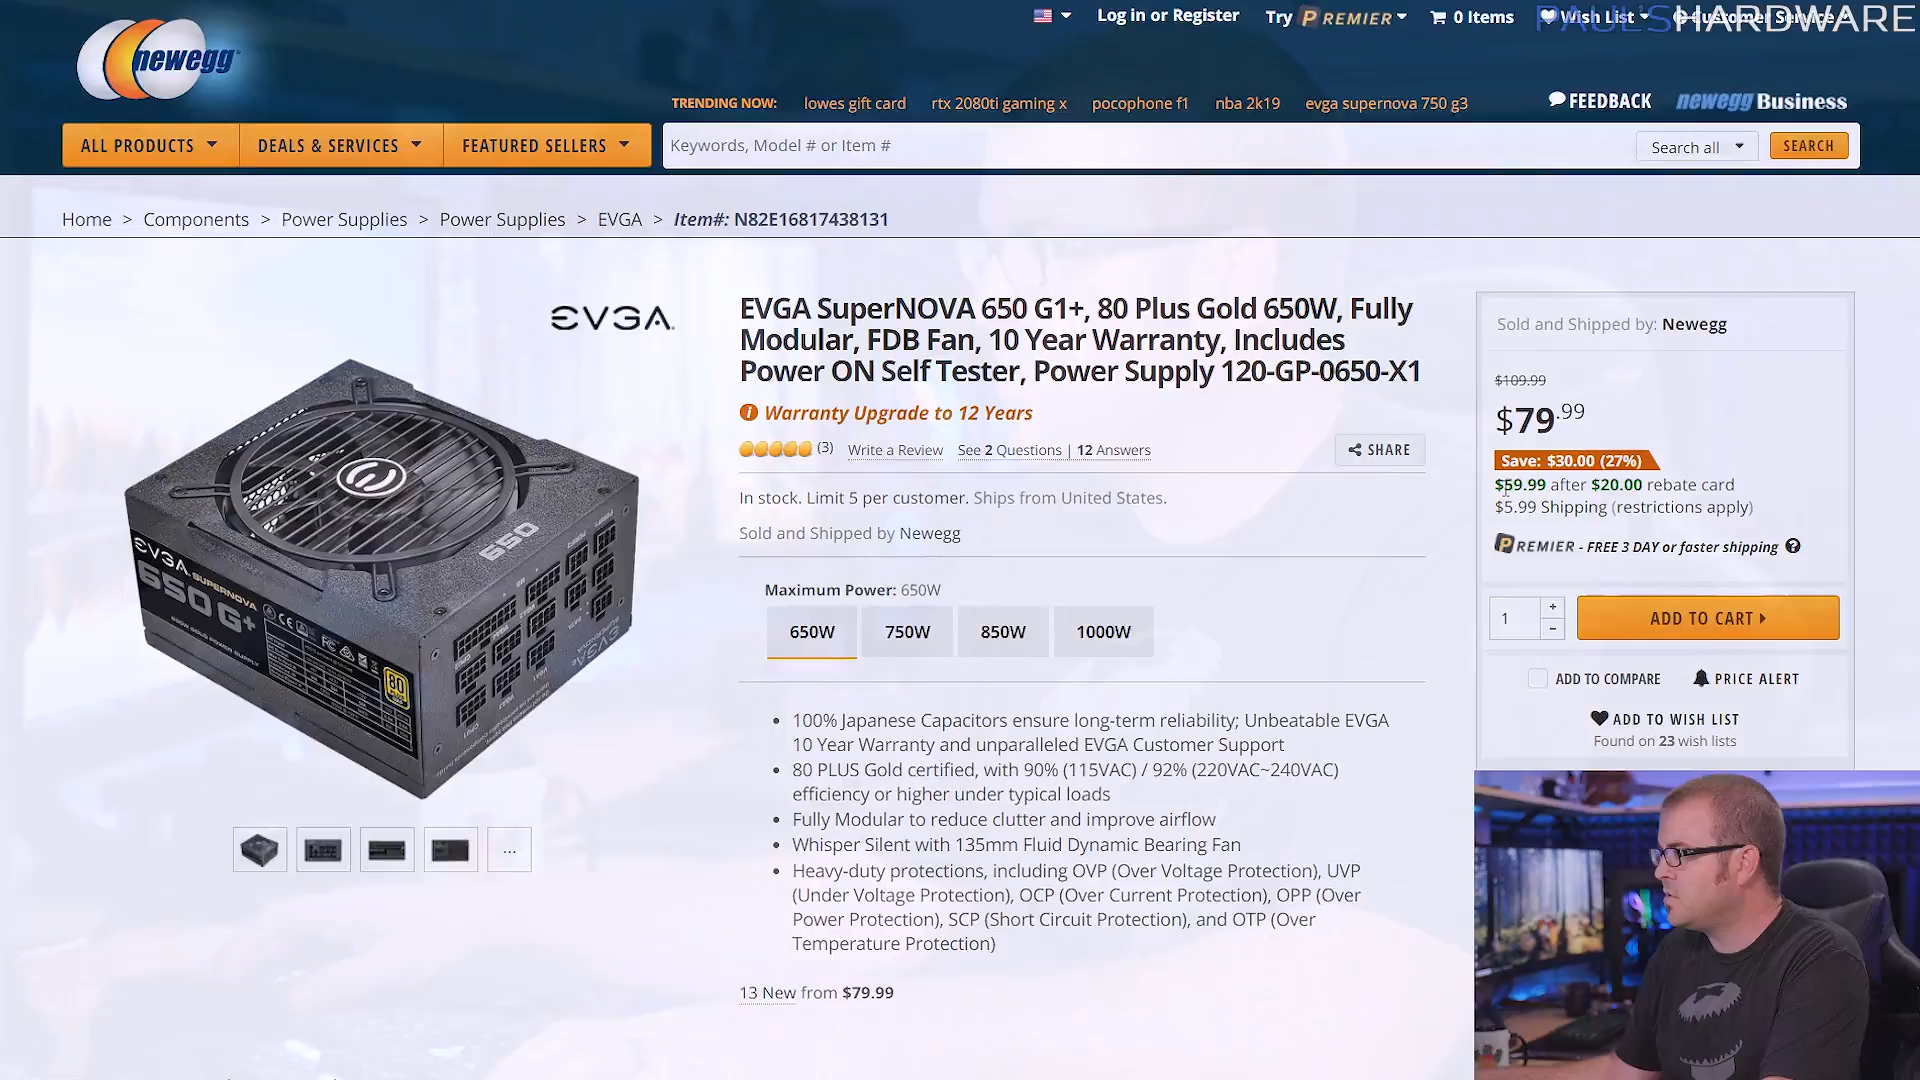 Log in or Register
Try PREMIER
0 Items
Wish List
Customer Service
PAUL'SHARDWARE
newegg
TRENDING NOW: lowes gift card rtx 2080ti gaming x pocophone f1 nba 2k19 evga supernova 750 g3
FEEDBACK
newegg Business
ALL PRODUCTS
DEALS & SERVICES
FEATURED SELLERS
Keywords, Model # or Item #
Search all
SEARCH
Home > Components > Power Supplies > Power Supplies > EVGA > Item#: N82E16817438131
EVGA
EVGA SUPERNOVA
650 G+
650W GOLD POWER SUPPLY
650
80
EVGA SuperNOVA 650 G1+, 80 Plus Gold 650W, Fully
Modular, FDB Fan, 10 Year Warranty, Includes
Power ON Self Tester, Power Supply 120-GP-0650-X1
Warranty Upgrade to 12 Years
(3) Write a Review See 2 Questions | 12 Answers
SHARE
In stock. Limit 5 per customer. Ships from United States.
Sold and Shipped by Newegg
Maximum Power: 650W
650W 750W 850W 1000W
• 100% Japanese Capacitors ensure long-term reliability; Unbeatable EVGA
10 Year Warranty and unparalleled EVGA Customer Support
• 80 PLUS Gold certified, with 90% (115VAC) / 92% (220VAC~240VAC)
efficiency or higher under typical loads
• Fully Modular to reduce clutter and improve airflow
• Whisper Silent with 135mm Fluid Dynamic Bearing Fan
• Heavy-duty protections, including OVP (Over Voltage Protection), UVP
(Under Voltage Protection), OCP (Over Current Protection), OPP (Over
Power Protection), SCP (Short Circuit Protection), and OTP (Over
Temperature Protection)
13 New from $79.99
...
Sold and Shipped by: Newegg
$109.99
$79.99
Save: $30.00 (27%)
$59.99 after $20.00 rebate card
$5.99 Shipping (restrictions apply)
PREMIER - FREE 3 DAY or faster shipping ?
1
+
-
ADD TO CART
ADD TO COMPARE
PRICE ALERT
ADD TO WISH LIST
Found on 23 wish lists